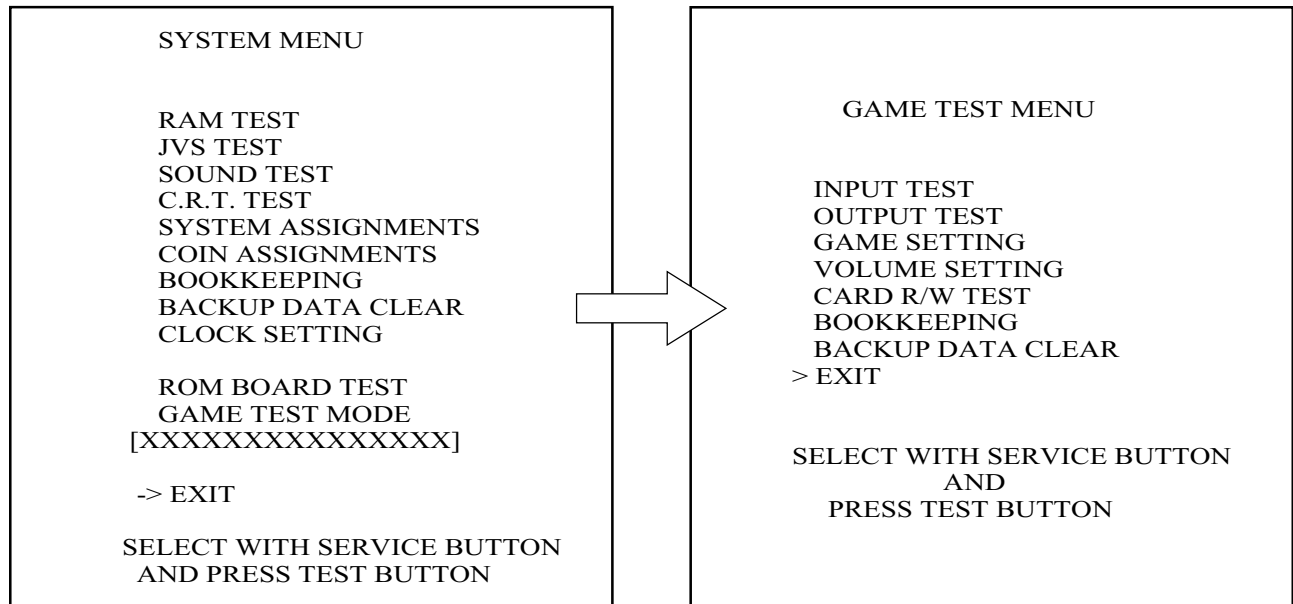 SYSTEM MENU
RAM TEST
JVS TEST
SOUND TEST
C.R.T. TEST
SYSTEM ASSIGNMENTS
COIN ASSIGNMENTS
BOOKKEEPING
BACKUP DATA CLEAR
CLOCK SETTING
ROM BOARD TEST
GAME TEST MODE
[XXXXXXXXXXXXXXX]
-> EXIT
SELECT WITH SERVICE BUTTON
AND PRESS TEST BUTTON
GAME TEST MENU
INPUT TEST
OUTPUT TEST
GAME SETTING
VOLUME SETTING
CARD R/W TEST
BOOKKEEPING
BACKUP DATA CLEAR
> EXIT
SELECT WITH SERVICE BUTTON
AND
PRESS TEST BUTTON